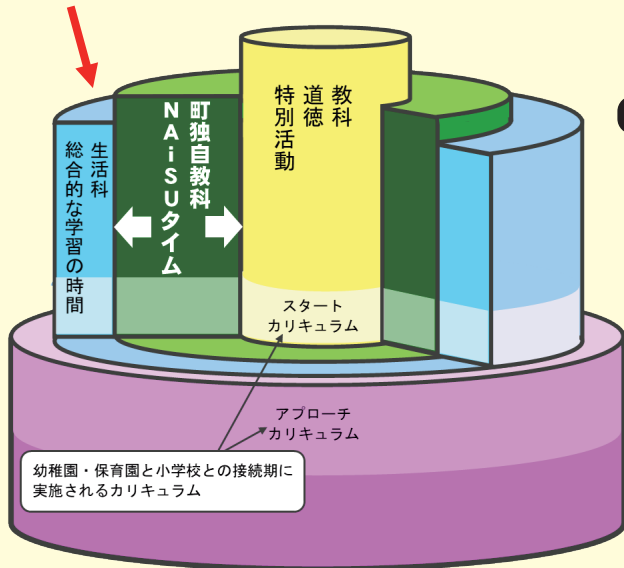 教科
道徳
特別活動
町独自教科
NAiSUタイム
生活科
総合的な学習の時間
スタート
カリキュラム
アプローチ
カリキュラム
幼稚園・保育園と小学校との接続期に
実施されるカリキュラム